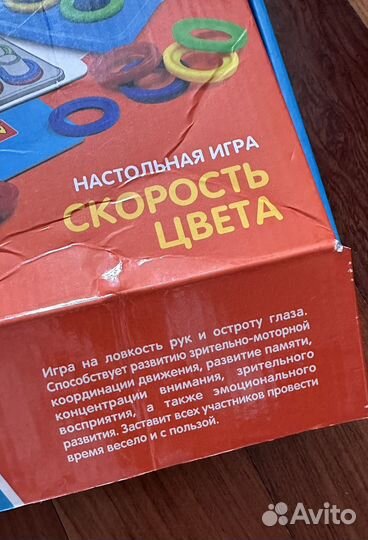 НАСТОЛЬНАЯ ИГРА
СКОРОСТЬ
ЦВЕТА
Игра на ловкость рук и остроту глаза.
Способствует развитию зрительно-моторной
координации движения, развитие памяти,
концентрации внимания, зрительного
восприятия, а также эмоционального
развития. Заставит всех участников провести
время весело и с пользой.
Avito